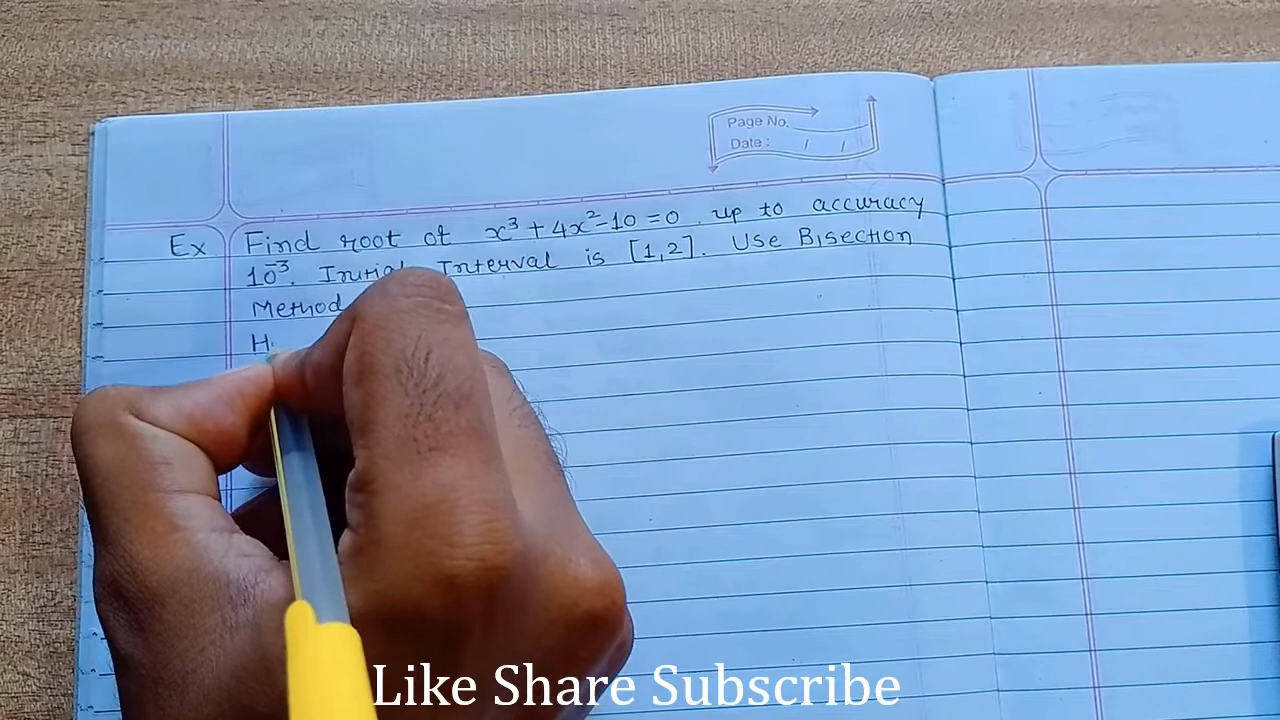 Page No.
Date : / /
Ex Find root of x³ + 4x² - 10 = 0 . up to accuracy
10⁻³. Initial Interval is [1,2]. Use Bisection
Method
H
Like Share Subscribe